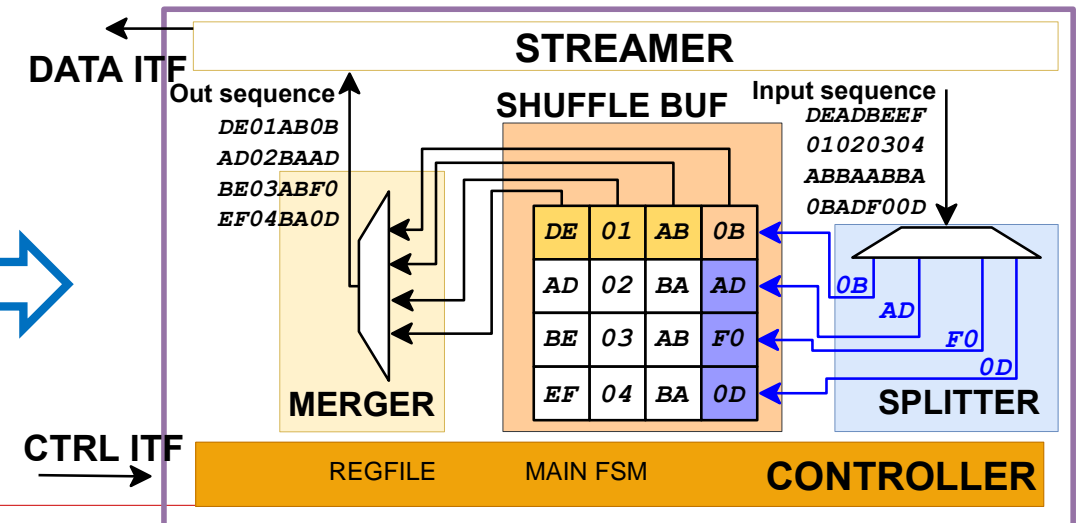 STREAMER
DATA ITF
Out sequence
DE01AB0B
AD02BAAD
BE03ABF0
EF04BA0D
SHUFFLE BUF
Input sequence
DEADBEEF
01020304
ABBAABBA
0BADF00D
DE 01 AB 0B
AD 02 BA AD
BE 03 AB F0
EF 04 BA 0D
0B
AD
F0
0D
MERGER
SPLITTER
CTRL ITF
REGFILE MAIN FSM CONTROLLER